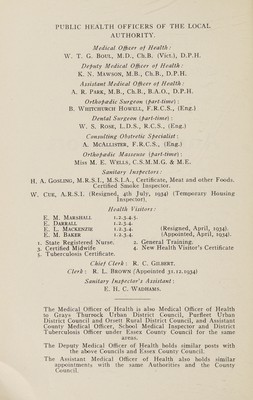 PUBLIC HEALTH OFFICERS OF THE LOCAL
AUTHORITY.
Medical Officer of Health:
W. T. G. BOUL, M.D., Ch.B. (Vict.), D.P.H.
Deputy Medical Officer of Health:
K. N. MAWSON, M.B., Ch.B., D.P.H.
Assistant Medical Officer of Health:
A. R. PARK, M.B., Ch.B., B.A.O., D.P.H.
Orthopædic Surgeon (part-time):
B. WHITCHURCH HOWELL, F.R.C.S., (Eng.)
Dental Surgeon (part-time):
W. S. ROSE, L.D.S., R.C.S., (Eng.)
Consulting Obstetric Specialist:
A. MCALLISTER, F.R.C.S., (Eng.)
Orthopædic Masseuse (part-time):
Miss M. E. WELLS, C.S.M.M.G. & M.E.
Sanitary Inspectors:
H. A. GOSLING, M.R.S.I., M.S.I.A., Certificate, Meat and other Foods.
Certified Smoke Inspector.
W. CUE, A.R.S.I. (Resigned, 4th July, 1934) (Temporary Housing
Inspector).
Health Visitors:
E. M. MARSHALL 1.2.3.4.5.
E. DARRALL 1.2.3.4.
E. L. MACKENZIE 1.2.3.4. (Resigned, April, 1934).
E. M. BAKER 1.2.3.4. (Appointed, April, 1934).
1. State Registered Nurse. 2. General Training.
3. Certified Midwife 4. New Health Visitor's Certificate
5. Tuberculosis Certificate.
Chief Clerk: R. C. GILBERT.
Clerk: R. L. BROWN (Appointed 31.12.1934)
Sanitary Inspector's Assistant:
E. H. C. WADHAMS.
The Medical Officer of Health is also Medical Officer of Health
to Grays Thurrock Urban District Council, Purfleet Urban
District Council and Orsett Rural District Council, and Assistant
County Medical Officer, School Medical Inspector and District
Tuberculosis Officer under Essex County Council for the same
areas.
The Deputy Medical Officer of Health holds similar posts with
the above Councils and Essex County Council.
The Assistant Medical Officer of Health also holds similar
appointments with the same Authorities and the County
Council.